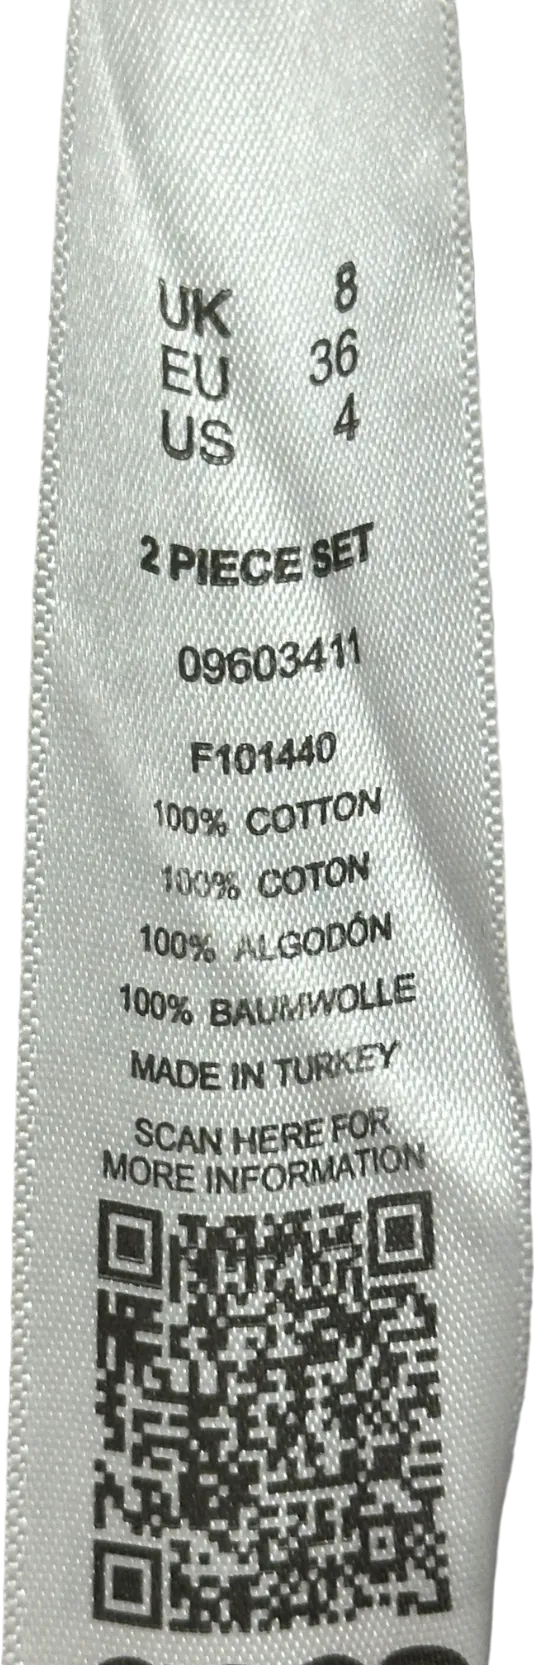 UK 8
EU 36
US 4
2 PIECE SET
09603411
F101440
100% COTTON
100% COTON
100% ALGODÓN
100% BAUMWOLLE
MADE IN TURKEY
SCAN HERE FOR
MORE INFORMATION